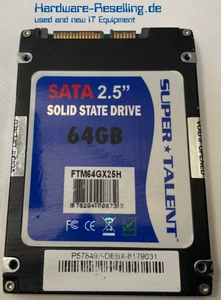 Hardware-Reselling.de
used and new IT Equipment
SATA 2.5"
SOLID STATE DRIVE
64GB
SUPER★TALENT
FTM64GX25H